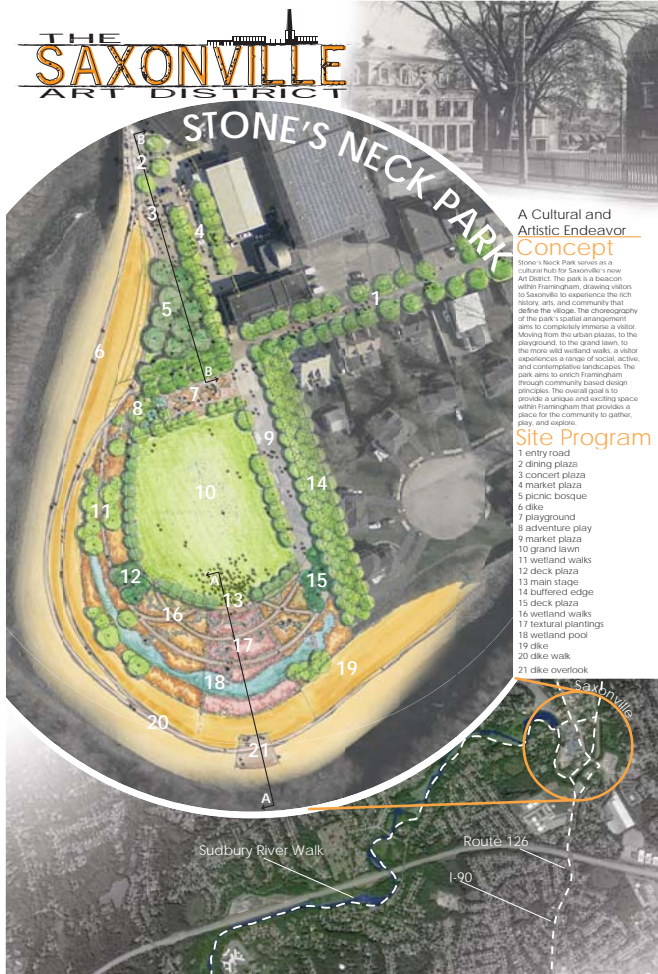 THE
SAXONVILLE
ART DISTRICT
STONE'S NECK PARK
A Cultural and
Artistic Endeavor
Concept
Stone's Neck Park serves as a
cultural hub for Saxonville's new
Art District. The park is a beacon
within Framingham, drawing visitors
to Saxonville to experience the rich
history, arts, and community that
define the village. The choreography
of the park's spatial arrangement
aims to completely immerse a visitor.
Moving from the urban plazas, to the
playground, to the grand lawn, to
the more wild wetland walks, a visitor
experiences a range of social, active,
and contemplative landscapes. The
park aims to enrich Framingham
through community based design
principles. The overall goal is to
provide a unique and exciting space
within Framingham that provides a
place for the community to gather,
play, and explore.
Site Program
1 entry road
2 dining plaza
3 concert plaza
4 market plaza
5 picnic bosque
6 dike
7 playground
8 adventure play
9 market plaza
10 grand lawn
11 wetland walks
12 deck plaza
13 main stage
14 buffered edge
15 deck plaza
16 wetland walks
17 textural plantings
18 wetland pool
19 dike
20 dike walk
21 dike overlook
B
2
3
4
1
5
6
B
7
8
9
10
14
11
12
A
15
13
16
17
18
19
20
21
A
Saxonville
Sudbury River Walk
Route 126
I-90